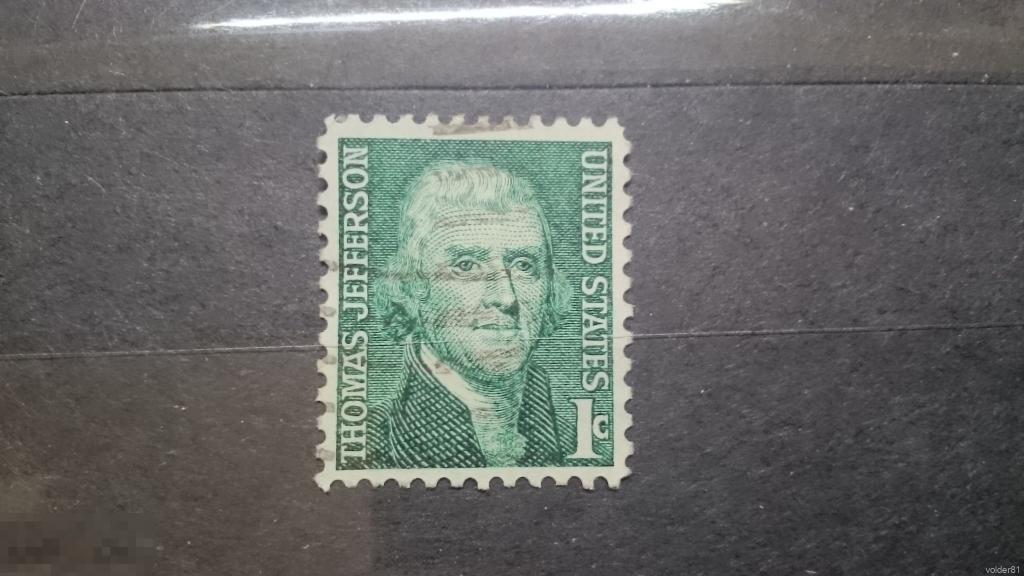 THOMAS JEFFERSON
UNITED STATES
1c
volder81